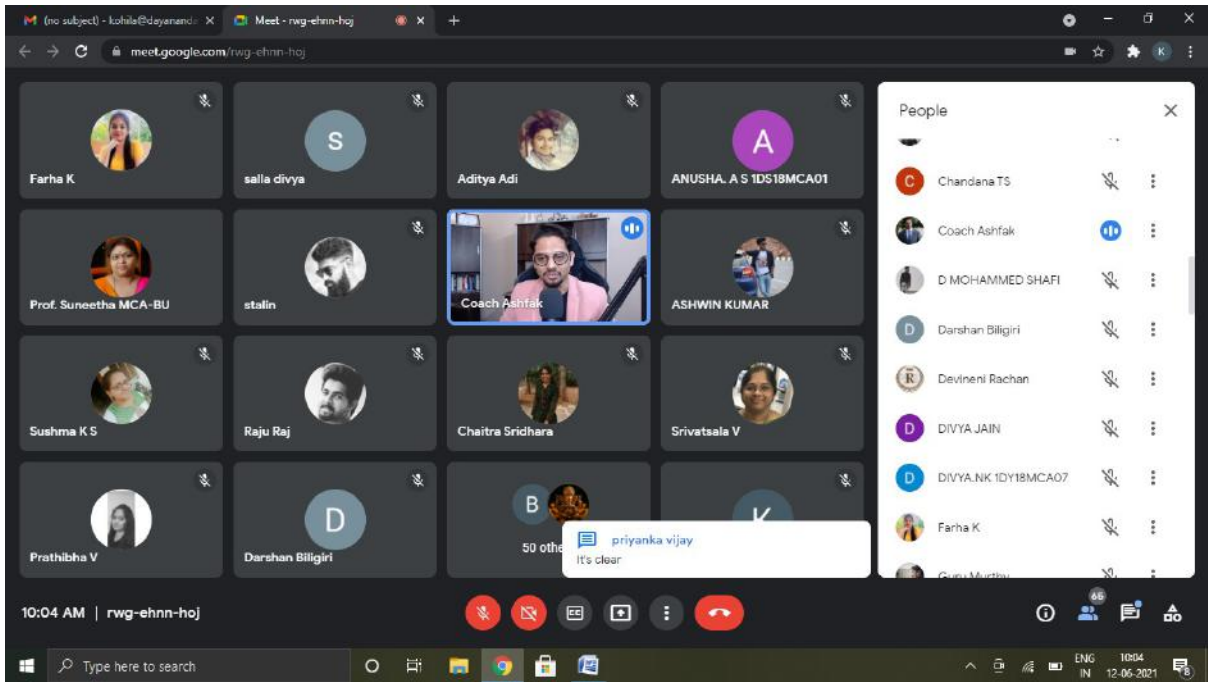 (no subject) - kohila@dayananda
Meet - rwg-ehnn-hoj
meet.google.com/rwg-ehnn-hoj
K
Farha K
S
salla divya
Aditya Adi
A
ANUSHA. A S 1DS18MCA01
Prof. Suneetha MCA-BU
stalin
Coach Ashfak
ASHWIN KUMAR
Sushma K S
Raju Raj
Chaitra Sridhara
Srivatsala V
Prathibha V
D
Darshan Biligiri
B
50 othe
K
priyanka vijay
It's clear
People
C
Chandana TS
Coach Ashfak
D MOHAMMED SHAFI
D
Darshan Biligiri
R
Devineni Rachan
D
DIVYA JAIN
D
DIVYA.NK 1DY18MCA07
Farha K
Guru Murthy
10:04 AM | rwg-ehnn-hoj
CC
65
Type here to search
ENG
IN
10:04
12-06-2021